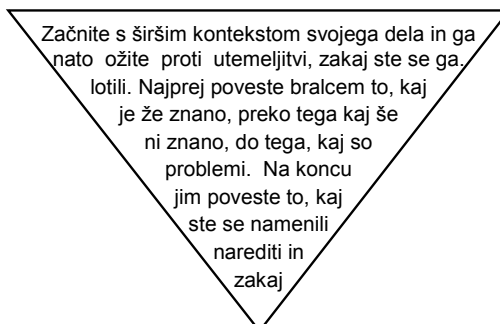 Začnite s širšim kontekstom svojega dela in ga
nato ožite proti utemeljitvi, zakaj ste se ga.
lotili. Najprej poveste bralcem to, kaj
je že znano, preko tega kaj še
ni znano, do tega, kaj so
problemi. Na koncu
jim poveste to, kaj
ste se namenili
narediti in
zakaj